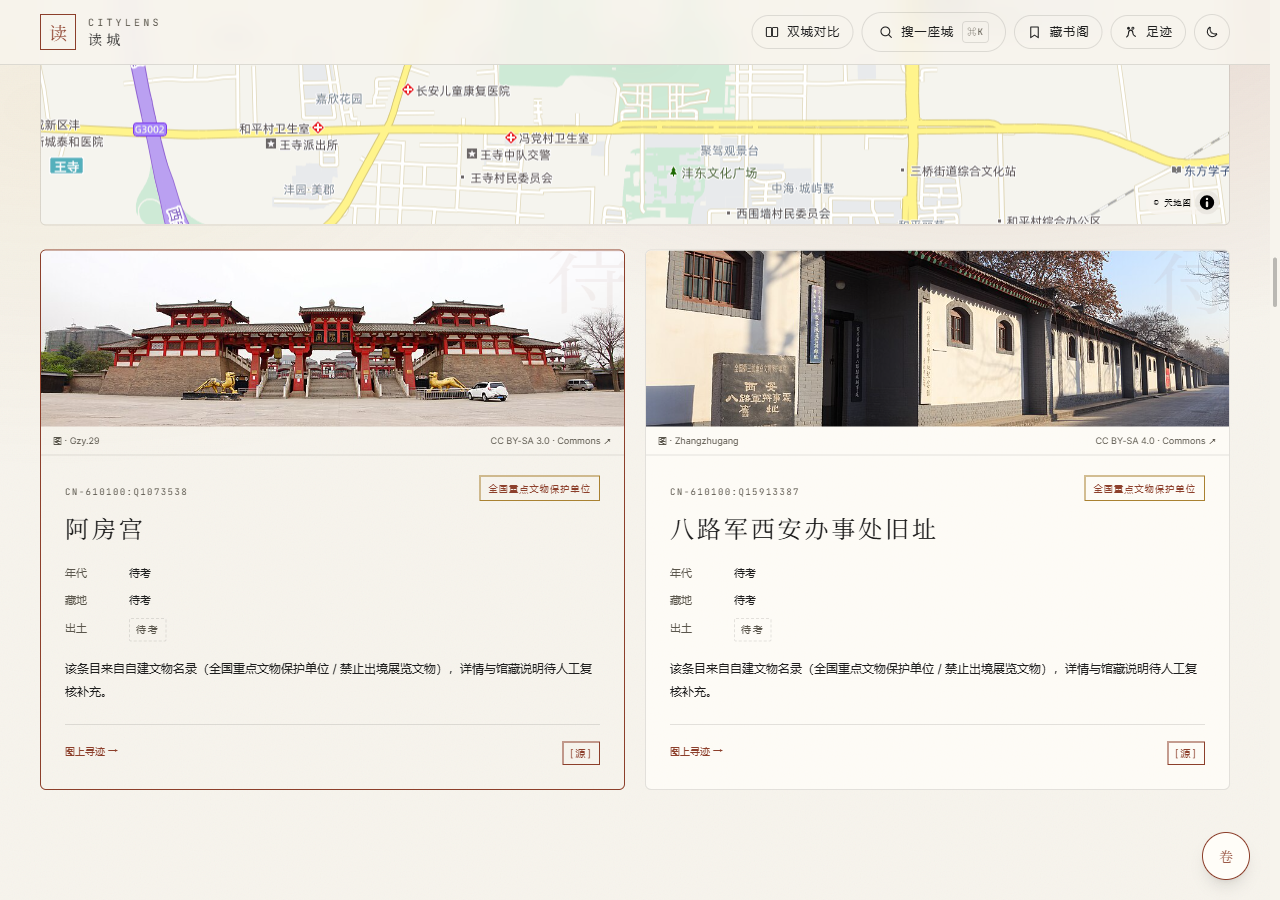 读
CITYLENS
读城
双城对比
搜一座城 ⌘K
藏书阁
足迹
嘉欣花园
长安儿童康复医院
G3002
和平村卫生室
冯党村卫生室
王寺派出所
王寺中队交警
王寺村民委员会
王寺
城泰和医院
沣园·美郡
聚驾观景台
沣东文化广场
中海·城屿墅
西围墙村民委员会
三桥街道综合文化站
东方学子
和平村综合办公区
© 天地图
待
图 · Gzy.29
CC BY-SA 3.0 · Commons ↗
CN-610100:Q1073538
全国重点文物保护单位
阿房宫
年代 待考
藏地 待考
出土 待考
该条目来自自建文物名录（全国重点文物保护单位 / 禁止出境展览文物），详情与馆藏说明待人工复
核补充。
图上寻迹 →
[源]
待
西安
八路军办事处
旧址
图 · Zhangzhugang
CC BY-SA 4.0 · Commons ↗
CN-610100:Q15913387
全国重点文物保护单位
八路军西安办事处旧址
年代 待考
藏地 待考
出土 待考
该条目来自自建文物名录（全国重点文物保护单位 / 禁止出境展览文物），详情与馆藏说明待人工复
核补充。
图上寻迹 →
[源]
卷